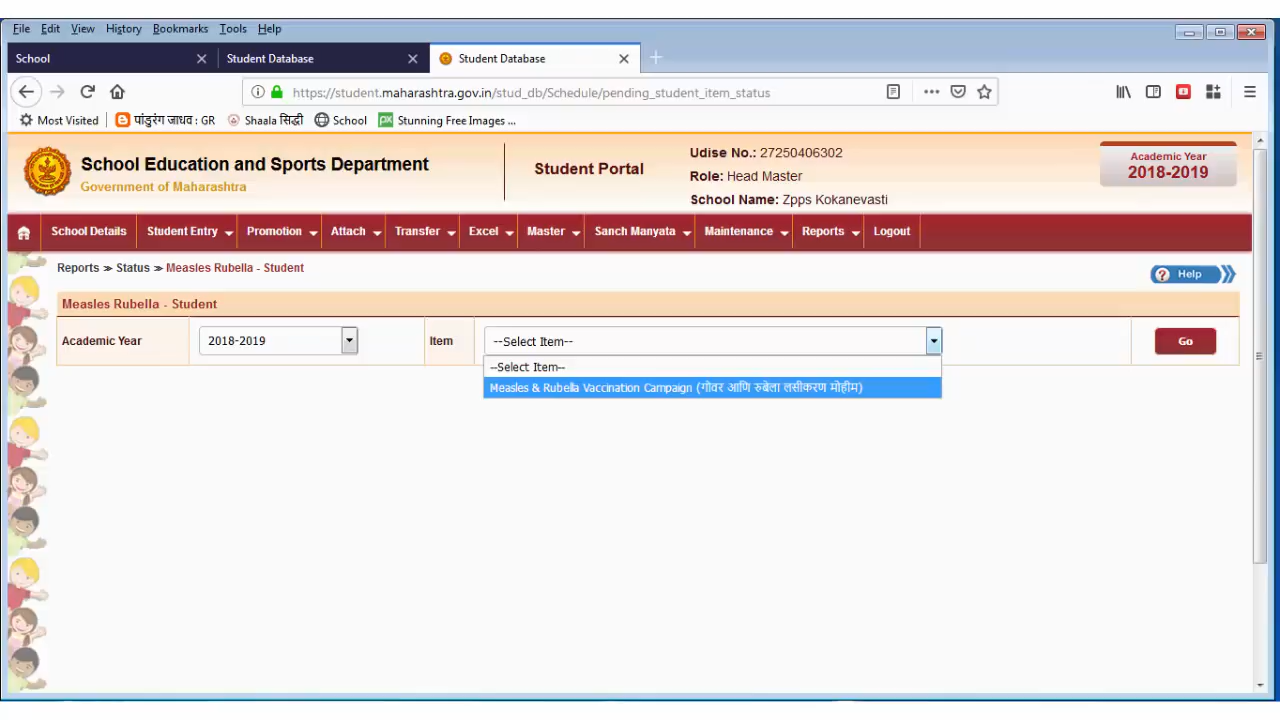 File Edit View History Bookmarks Tools Help
School Student Database Student Database
https://student.maharashtra.gov.in/stud_db/Schedule/pending_student_item_status
Most Visited पांडुरंग जाधव : GR Shaala सिद्धी School Stunning Free Images ...
School Education and Sports Department
Government of Maharashtra
Student Portal
Udise No.: 27250406302
Role: Head Master
School Name: Zpps Kokanevasti
Academic Year
2018-2019
School Details Student Entry Promotion Attach Transfer Excel Master Sanch Manyata Maintenance Reports Logout
Reports » Status » Measles Rubella - Student
Help
Measles Rubella - Student
Academic Year 2018-2019 Item --Select Item-- Go
--Select Item--
Measles & Rubella Vaccination Campaign (गोवर आणि रुबेला लसीकरण मोहीम)